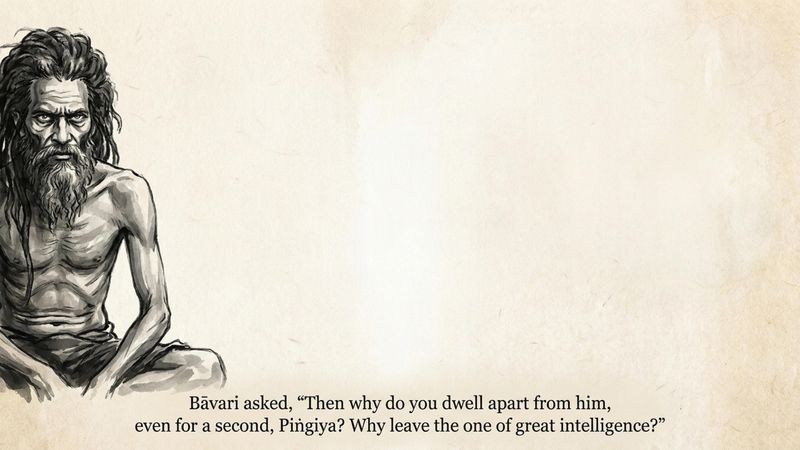 Bāvari asked, “Then why do you dwell apart from him,
even for a second, Piṅgiya? Why leave the one of great intelligence?”